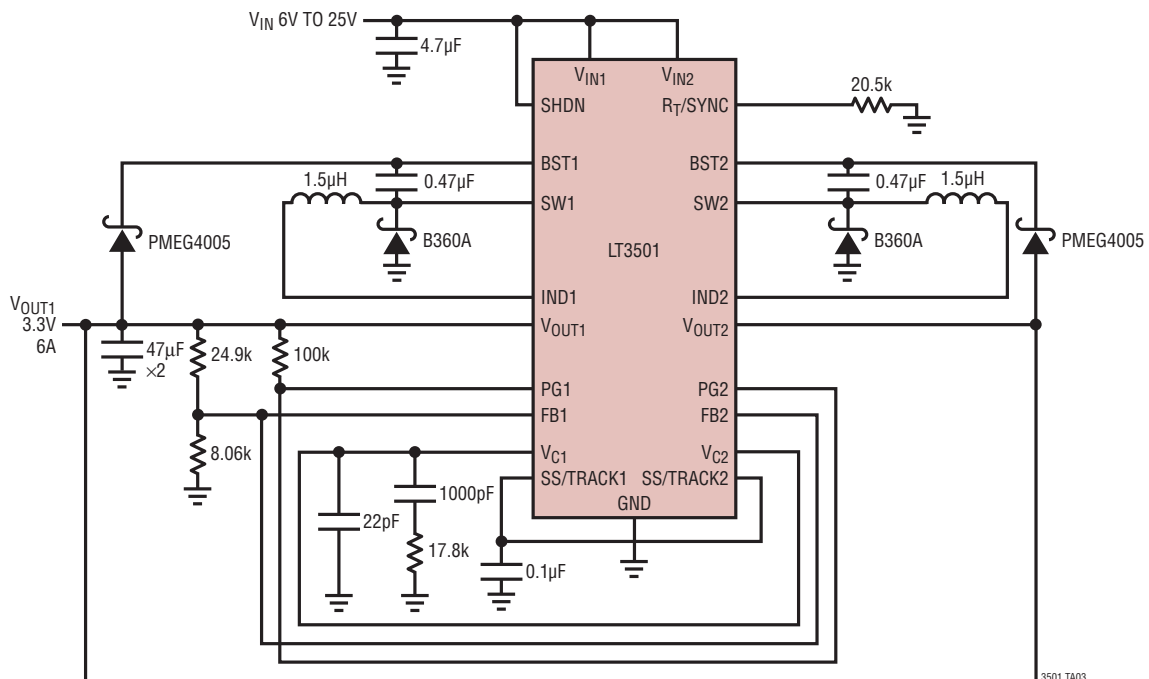 VIN 6V TO 25V
4.7µF
VIN1
VIN2
SHDN
RT/SYNC
20.5k
BST1
BST2
1.5µH
0.47µF
0.47µF
1.5µH
SW1
SW2
PMEG4005
B360A
LT3501
B360A
PMEG4005
IND1
IND2
VOUT1
3.3V
6A
VOUT1
VOUT2
47µF
×2
24.9k
100k
PG1
PG2
FB1
FB2
8.06k
VC1
VC2
SS/TRACK1
SS/TRACK2
1000pF
GND
22pF
17.8k
0.1µF
3501 TA03